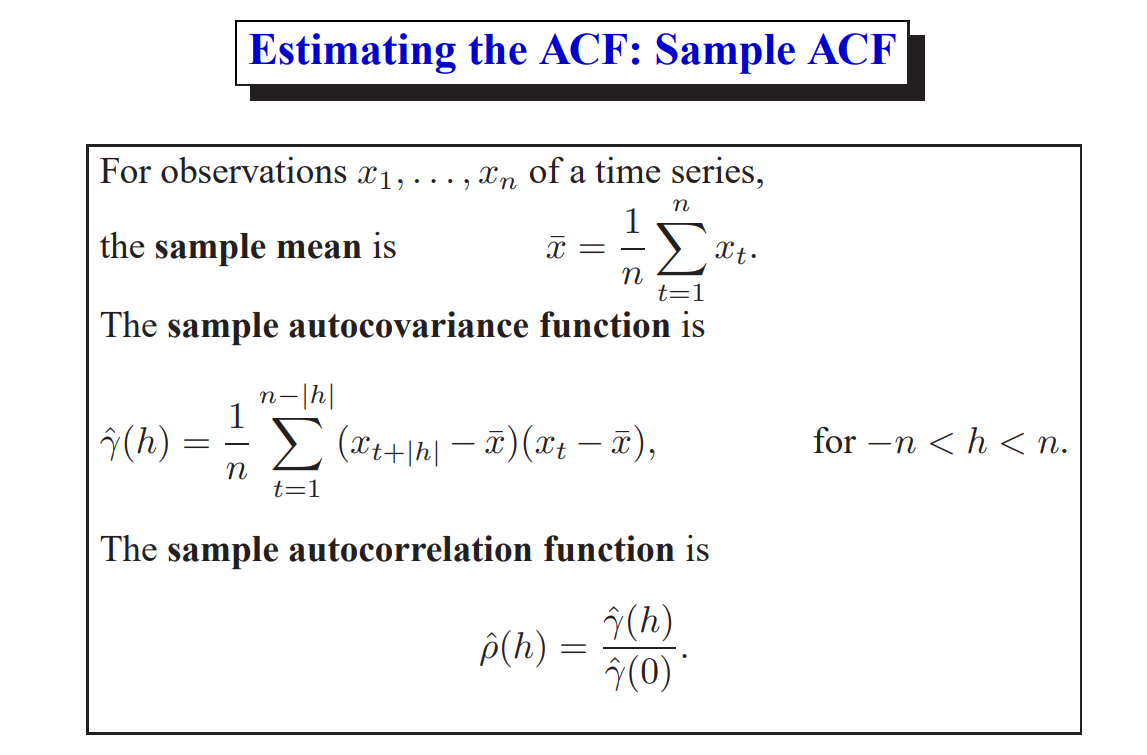 Estimating the ACF: Sample ACF
For observations $x_1, \ldots, x_n$ of a time series,
the sample mean is $\bar{x} = \frac{1}{n} \sum_{t=1}^{n} x_t.$
The sample autocovariance function is
$\hat{\gamma}(h) = \frac{1}{n} \sum_{t=1}^{n-|h|} (x_{t+|h|} - \bar{x})(x_t - \bar{x}),$ for $-n < h < n.$
The sample autocorrelation function is
$\hat{\rho}(h) = \frac{\hat{\gamma}(h)}{\hat{\gamma}(0)}.$